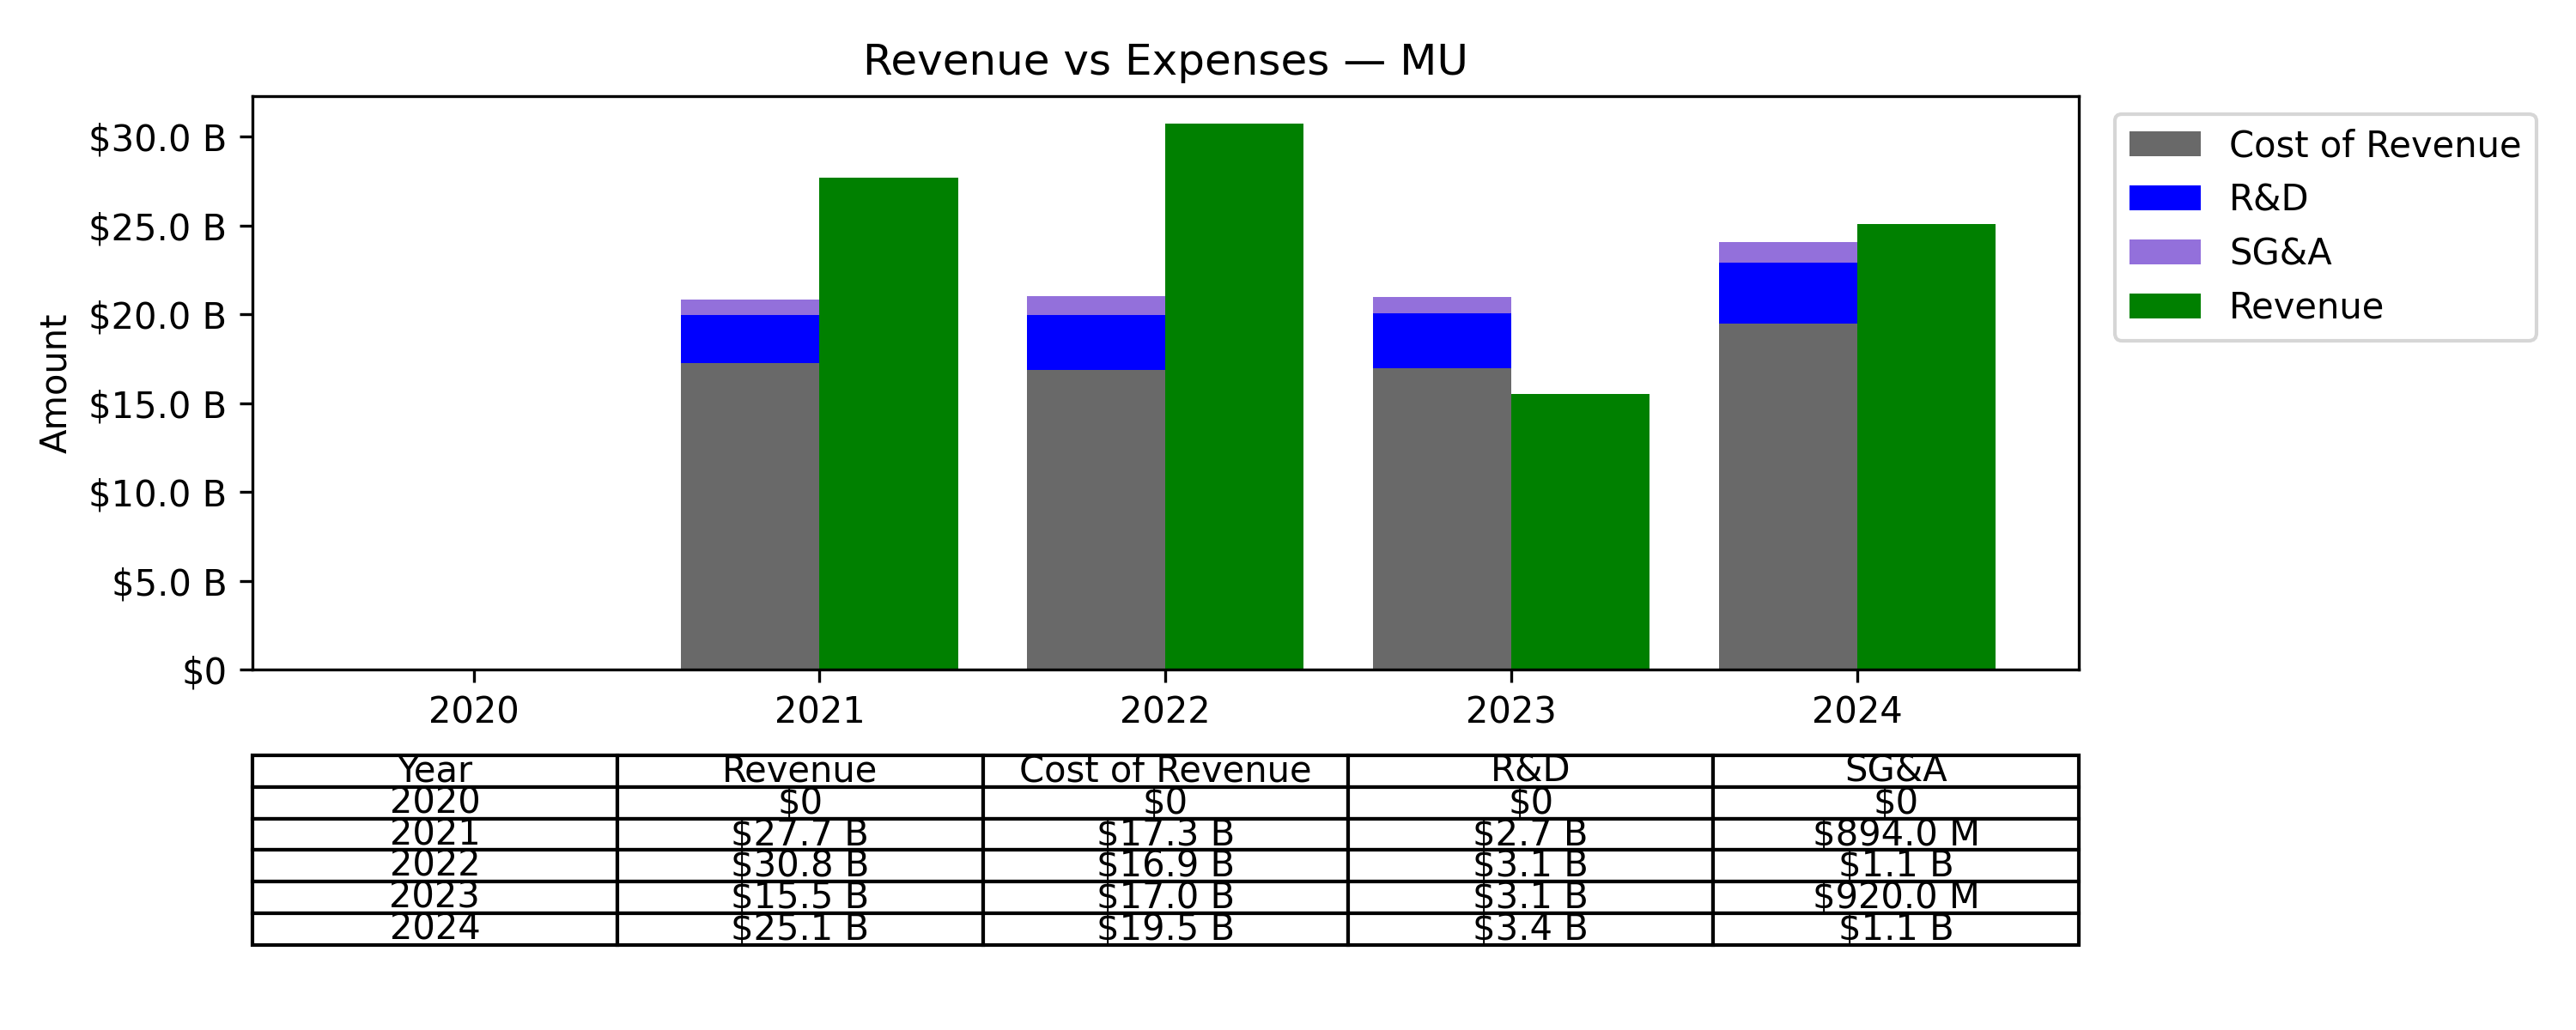 Revenue vs Expenses — MU
$30.0 B
$25.0 B
$20.0 B
$15.0 B
$10.0 B
$5.0 B
$0
Amount
2020 2021 2022 2023 2024
Cost of Revenue
R&D
SG&A
Revenue
Year Revenue Cost of Revenue R&D SG&A
2020 $0 $0 $0 $0
2021 $27.7 B $17.3 B $2.7 B $894.0 M
2022 $30.8 B $16.9 B $3.1 B $1.1 B
2023 $15.5 B $17.0 B $3.1 B $920.0 M
2024 $25.1 B $19.5 B $3.4 B $1.1 B